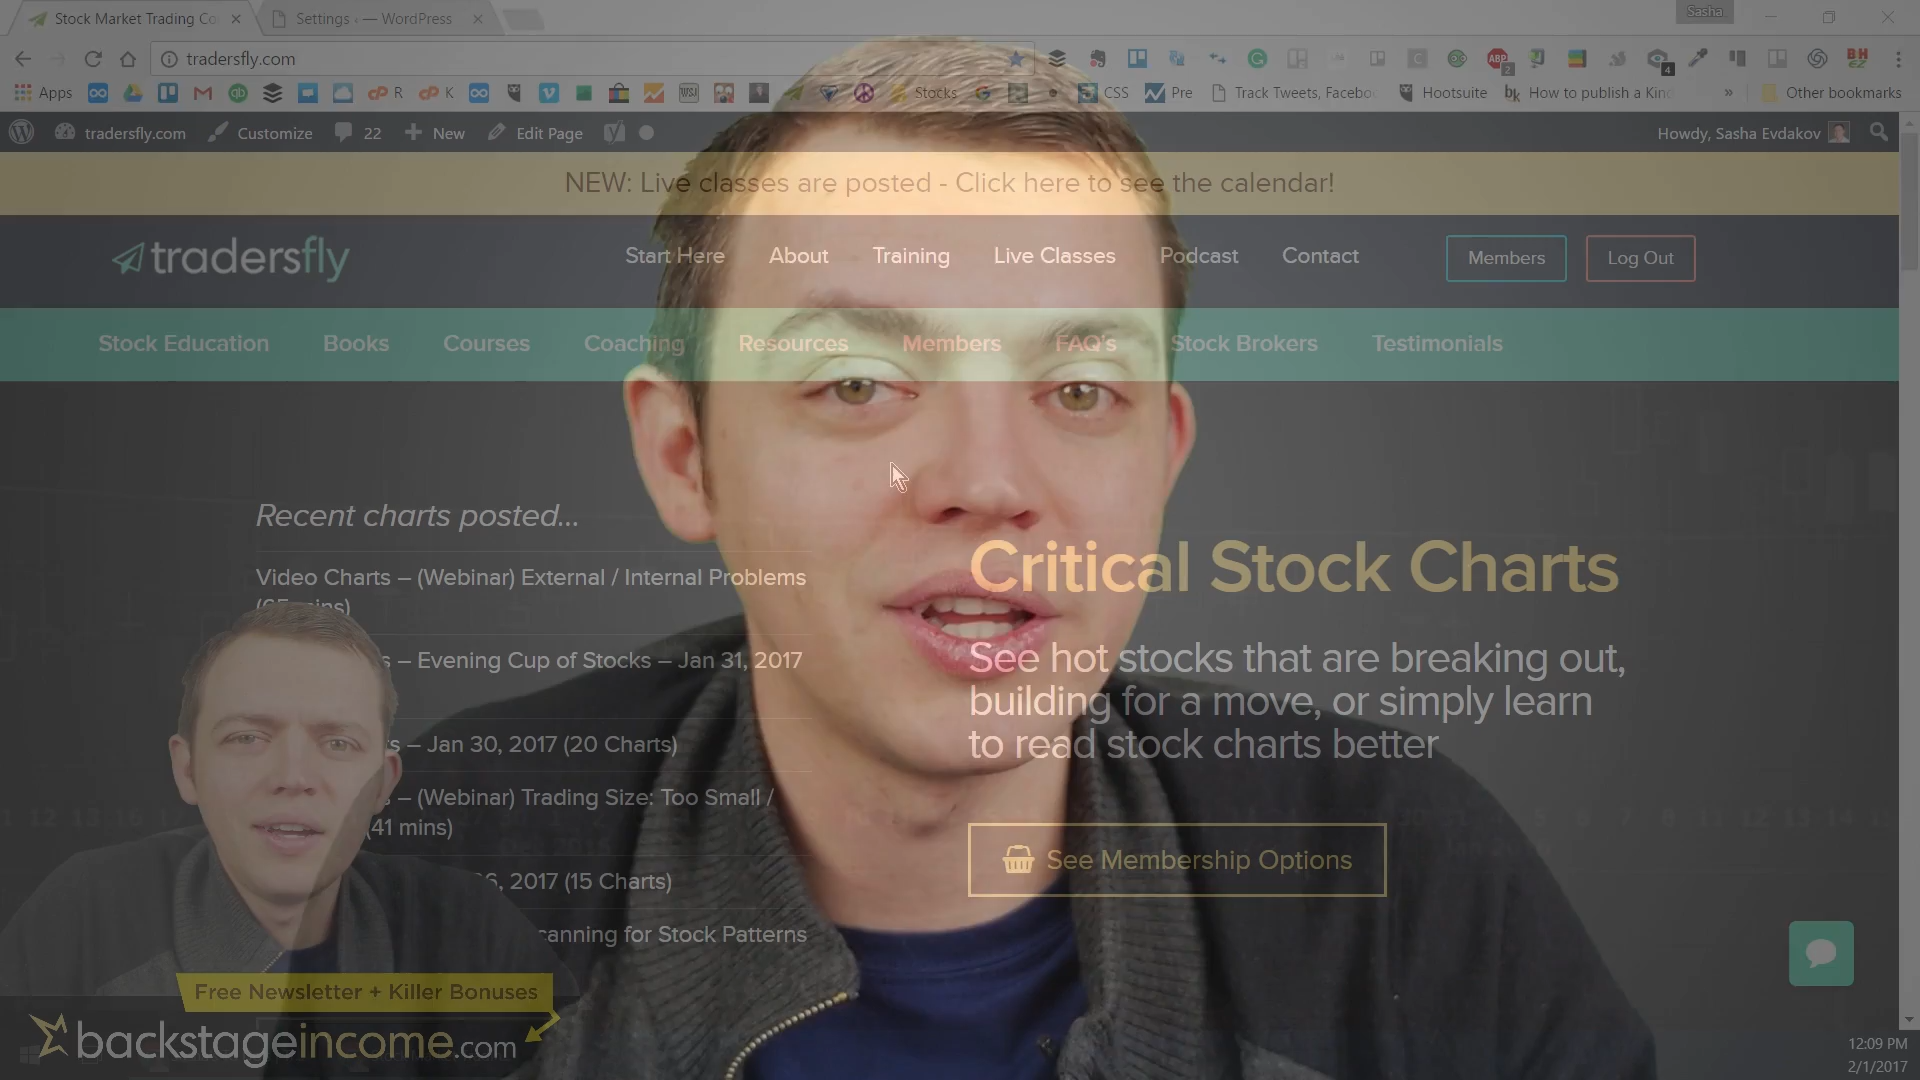 Stock Market Trading Co
Settings ‹ — WordPress
Sasha
tradersfly.com
Apps
R
K
Stocks
CSS
Pre
Track Tweets, Facebo
Hootsuite
How to publish a Kin
»
Other bookmarks
tradersfly.com
Customize
22
New
Edit Page
Howdy, Sasha Evdakov
NEW: Live classes are posted - Click here to see the calendar!
tradersfly
Start Here
About
Training
Live Classes
Podcast
Contact
Members
Log Out
Stock Education
Books
Courses
Coaching
Resources
Members
FAQ's
Stock Brokers
Testimonials
Recent charts posted...
Video Charts – (Webinar) External / Internal Problems
s – Evening Cup of Stocks – Jan 31, 2017
s – Jan 30, 2017 (20 Charts)
s – (Webinar) Trading Size: Too Small /
(41 mins)
6, 2017 (15 Charts)
canning for Stock Patterns
Critical Stock Charts
See hot stocks that are breaking out,
building for a move, or simply learn
to read stock charts better
See Membership Options
Free Newsletter + Killer Bonuses
backstageincome.com
12:09 PM
2/1/2017